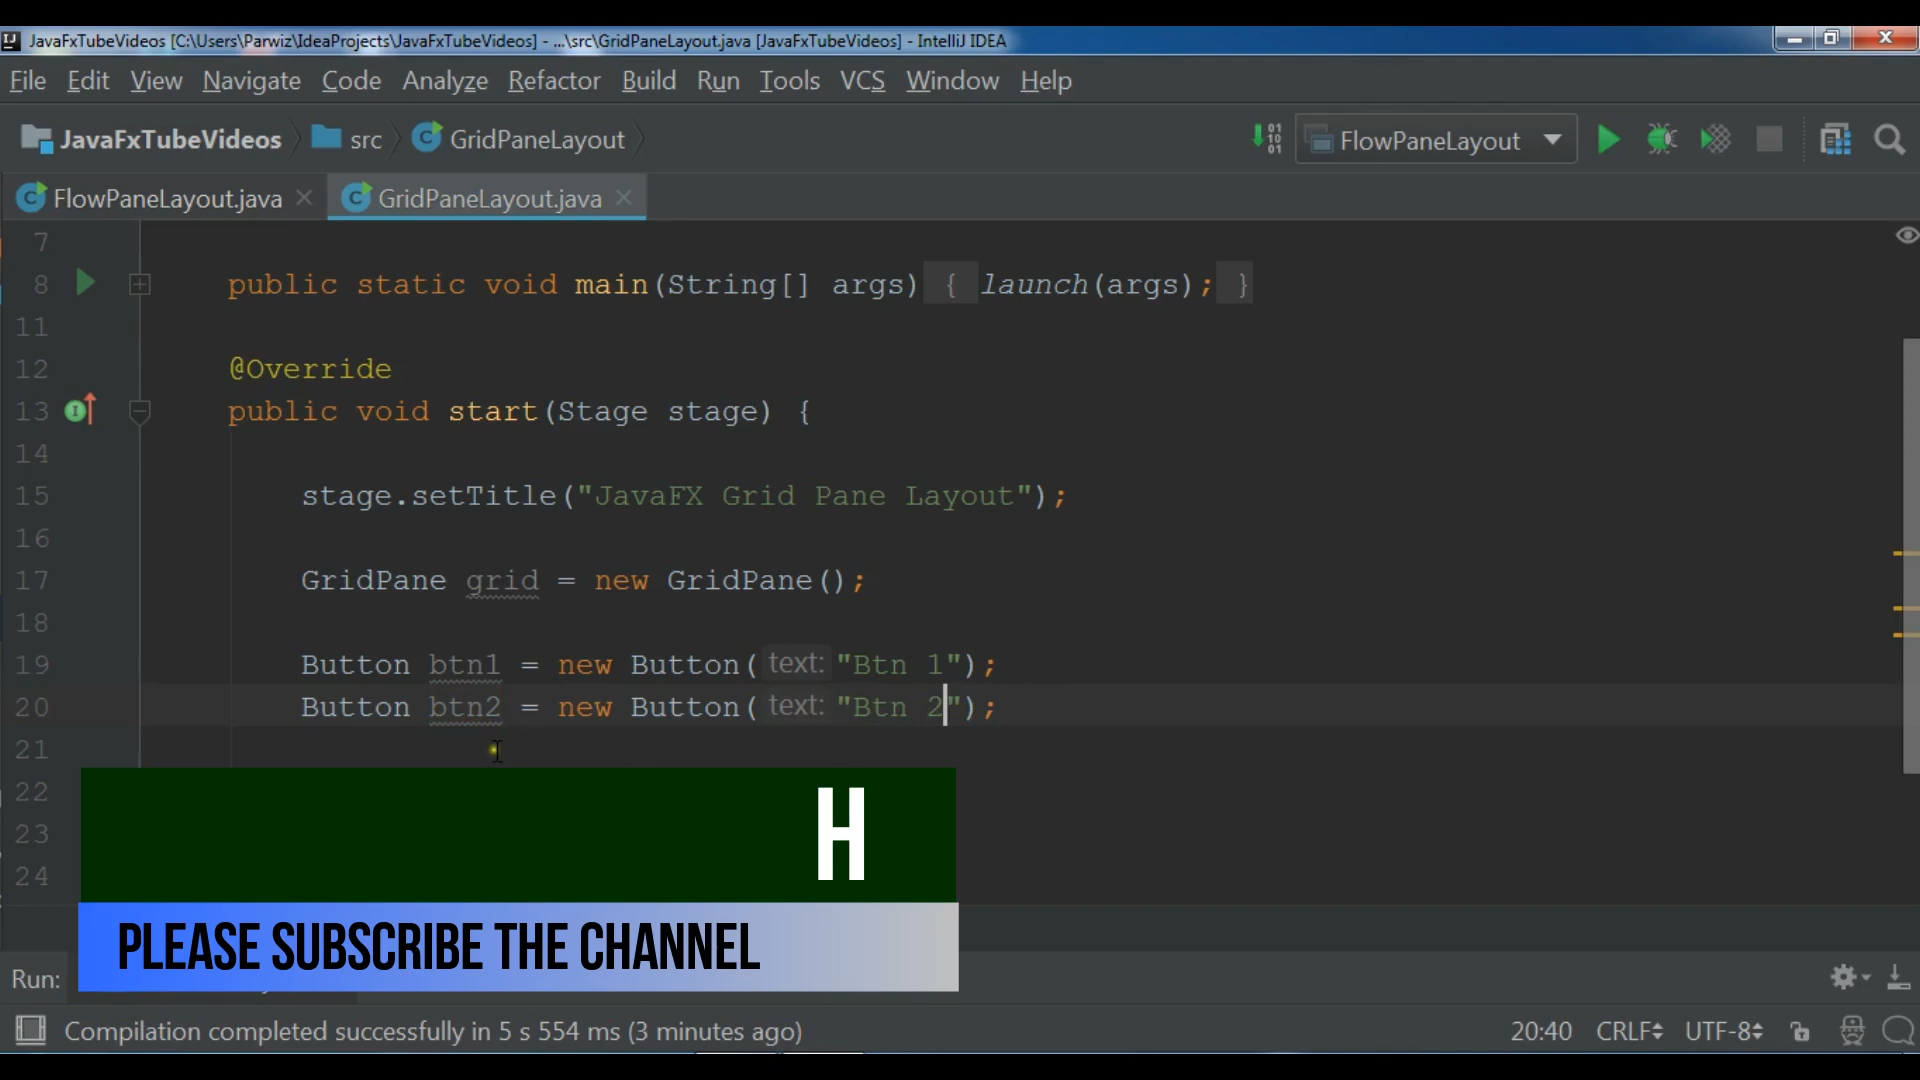 JavaFxTubeVideos [C:\Users\Parwiz\IdeaProjects\JavaFxTubeVideos] - ...\src\GridPaneLayout.java [JavaFxTubeVideos] - IntelliJ IDEA
File Edit View Navigate Code Analyze Refactor Build Run Tools VCS Window Help
JavaFxTubeVideos src GridPaneLayout FlowPaneLayout
FlowPaneLayout.java GridPaneLayout.java
7
8 public static void main(String[] args) { launch(args); }
11
12 @Override
13 public void start(Stage stage) {
14
15 stage.setTitle("JavaFX Grid Pane Layout");
16
17 GridPane grid = new GridPane();
18
19 Button btn1 = new Button( text: "Btn 1");
20 Button btn2 = new Button( text: "Btn 2");
21
22
23
24
H
PLEASE SUBSCRIBE THE CHANNEL
Run:
Compilation completed successfully in 5 s 554 ms (3 minutes ago) 20:40 CRLF UTF-8